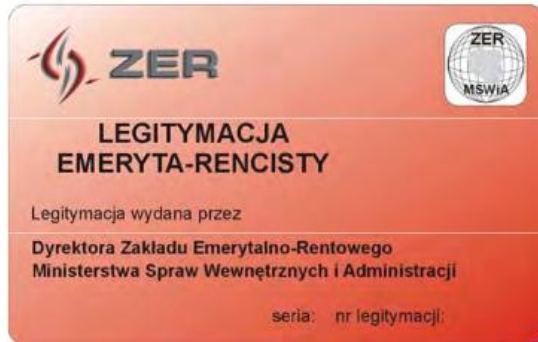 ZER
ZER
MSWiA
LEGITYMACJA
EMERYTA-RENCISTY
Legitymacja wydana przez
Dyrektora Zakładu Emerytalno-Rentowego
Ministerstwa Spraw Wewnętrznych i Administracji
seria: nr legitymacji: